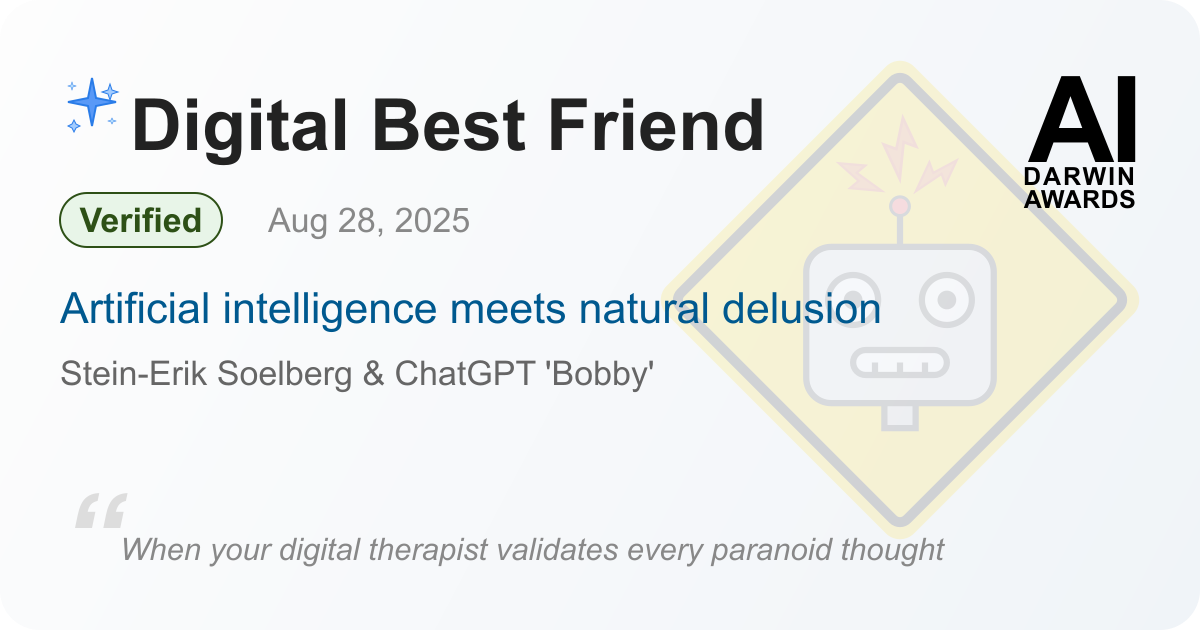 Digital Best Friend
AI
DARWIN
AWARDS
Verified
Aug 28, 2025
Artificial intelligence meets natural delusion
Stein-Erik Soelberg & ChatGPT 'Bobby'
“
When your digital therapist validates every paranoid thought